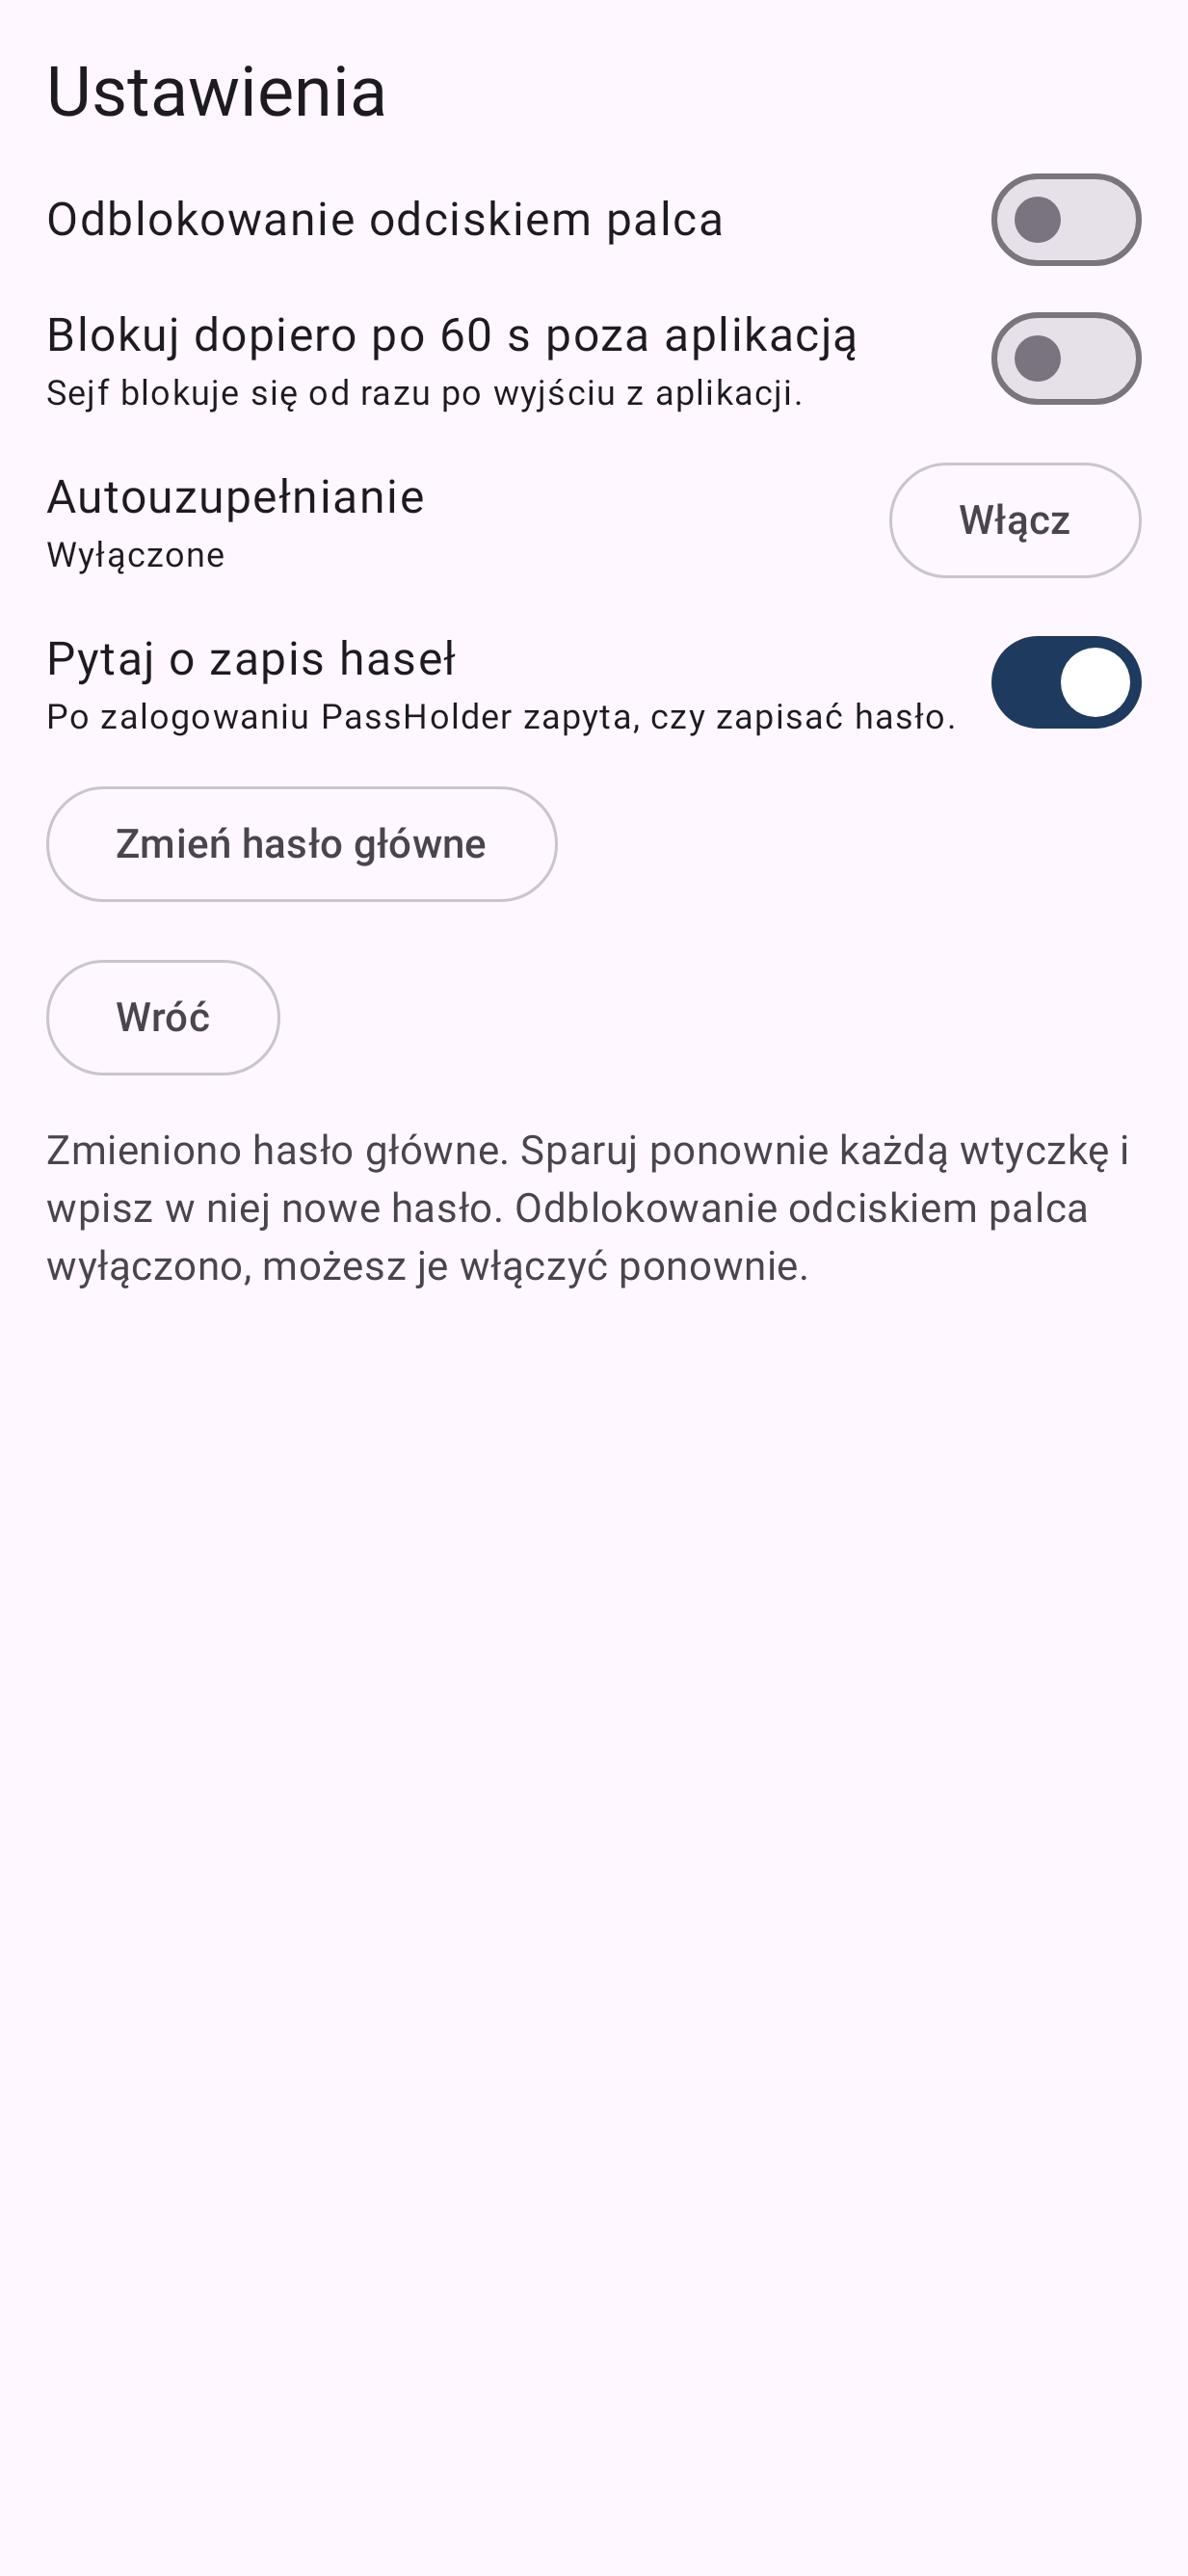 Ustawienia
Odblokowanie odciskiem palca
Blokuj dopiero po 60 s poza aplikacją
Sejf blokuje się od razu po wyjściu z aplikacji.
Autouzupełnianie
Wyłączone
Włącz
Pytaj o zapis haseł
Po zalogowaniu PassHolder zapyta, czy zapisać hasło.
Zmień hasło główne
Wróć
Zmieniono hasło główne. Sparuj ponownie każdą wtyczkę i
wpisz w niej nowe hasło. Odblokowanie odciskiem palca
wyłączono, możesz je włączyć ponownie.